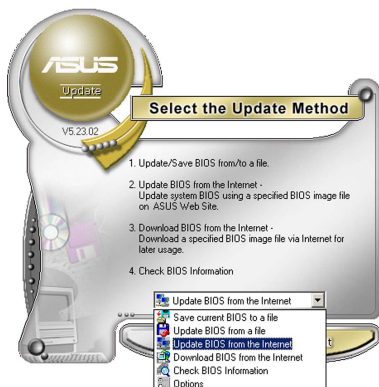 ASUS
Update
V5.23.02
Select the Update Method
1. Update/Save BIOS from/to a file.
2. Update BIOS from the Internet -
Update system BIOS using a specified BIOS image file
on ASUS Web Site.
3. Download BIOS from the Internet -
Download a specified BIOS image file via Internet for
later usage.
4. Check BIOS Information
Update BIOS from the Internet
Save current BIOS to a file
Update BIOS from a file
Update BIOS from the Internet
Download BIOS from the Internet
Check BIOS Information
Options